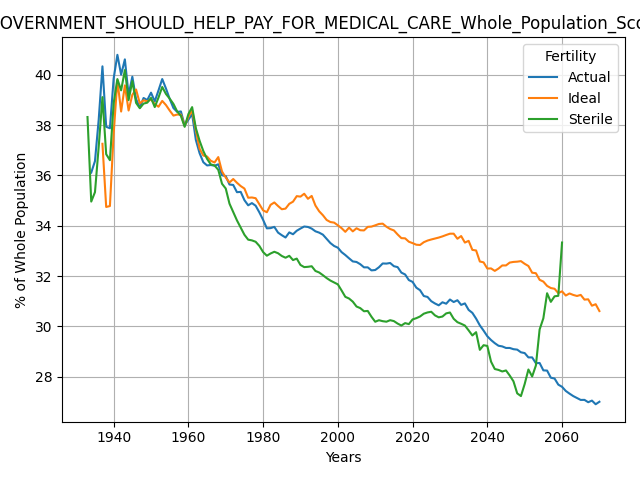 OVERNMENT_SHOULD_HELP_PAY_FOR_MEDICAL_CARE_Whole_Population_Sco
Fertility
Actual
Ideal
Sterile
% of Whole Population
40
38
36
34
32
30
28
1940 1960 1980 2000 2020 2040 2060
Years